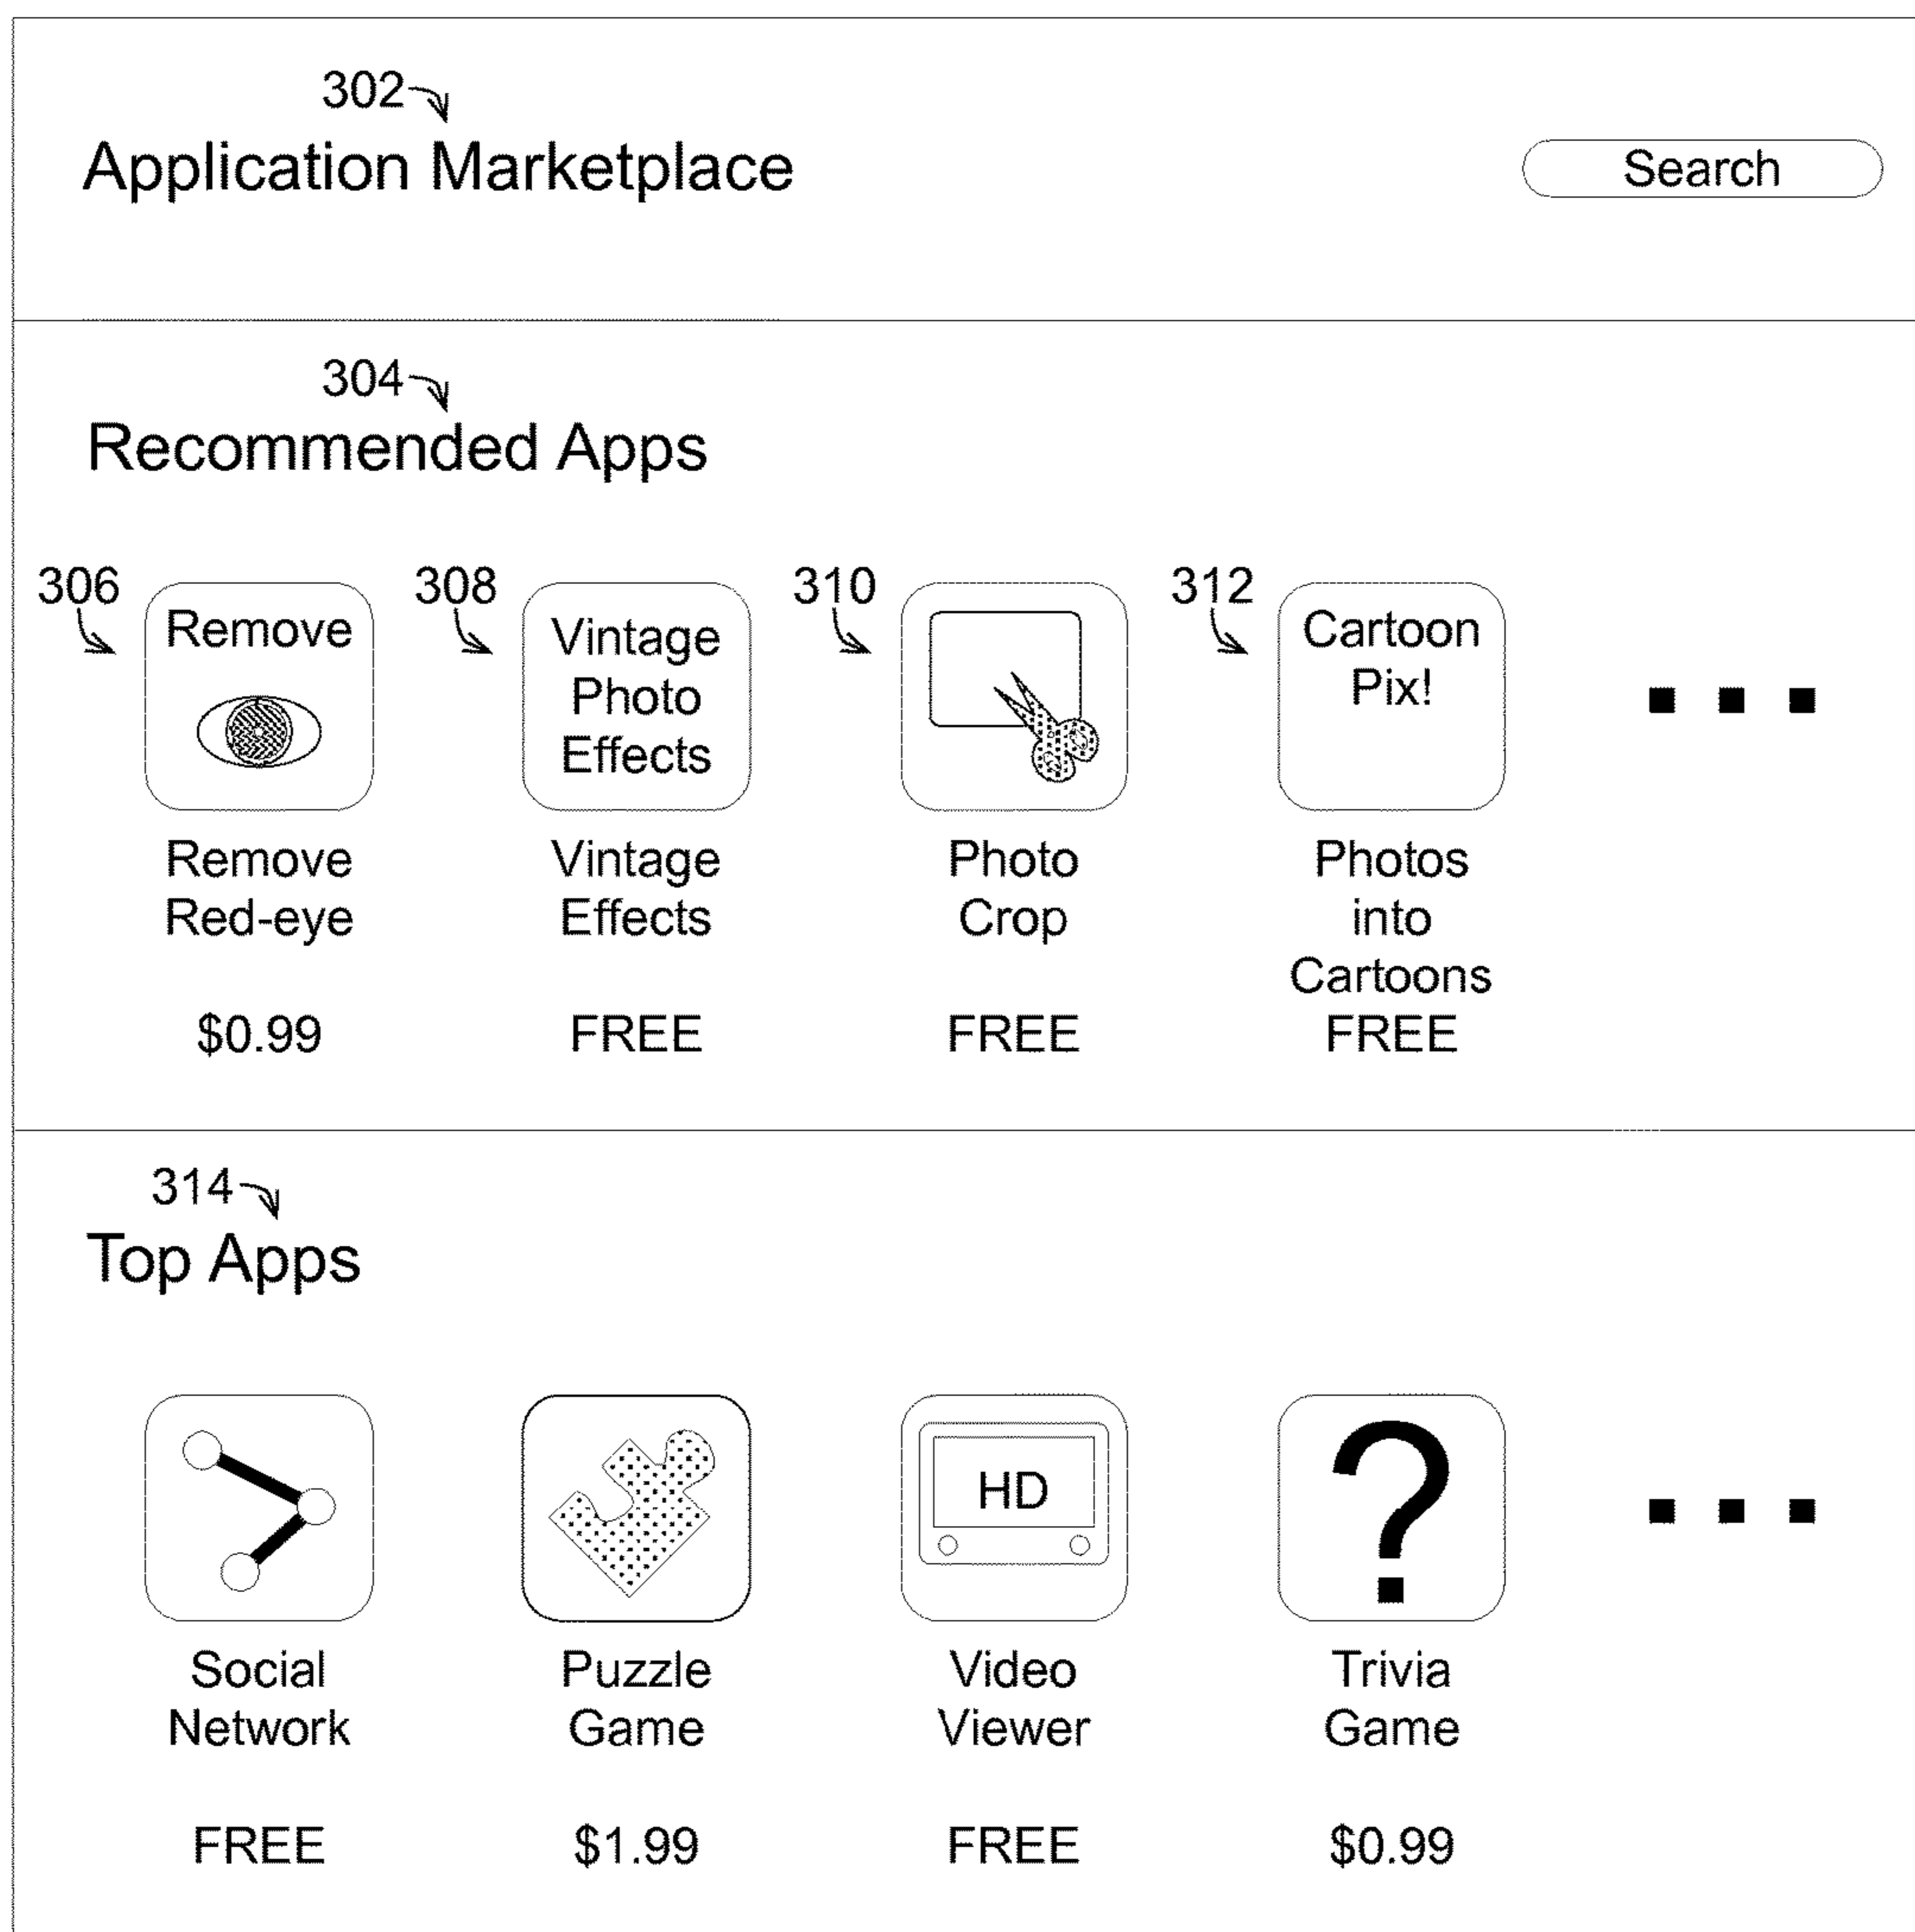 302
Application Marketplace
Search
304
Recommended Apps
306
Remove
308
Vintage
Photo
Effects
310
312
Cartoon
Pix!
Remove
Red-eye
$0.99
Vintage
Effects
FREE
Photo
Crop
FREE
Photos
into
Cartoons
FREE
314
Top Apps
HD
?
Social
Network
FREE
Puzzle
Game
$1.99
Video
Viewer
FREE
Trivia
Game
$0.99